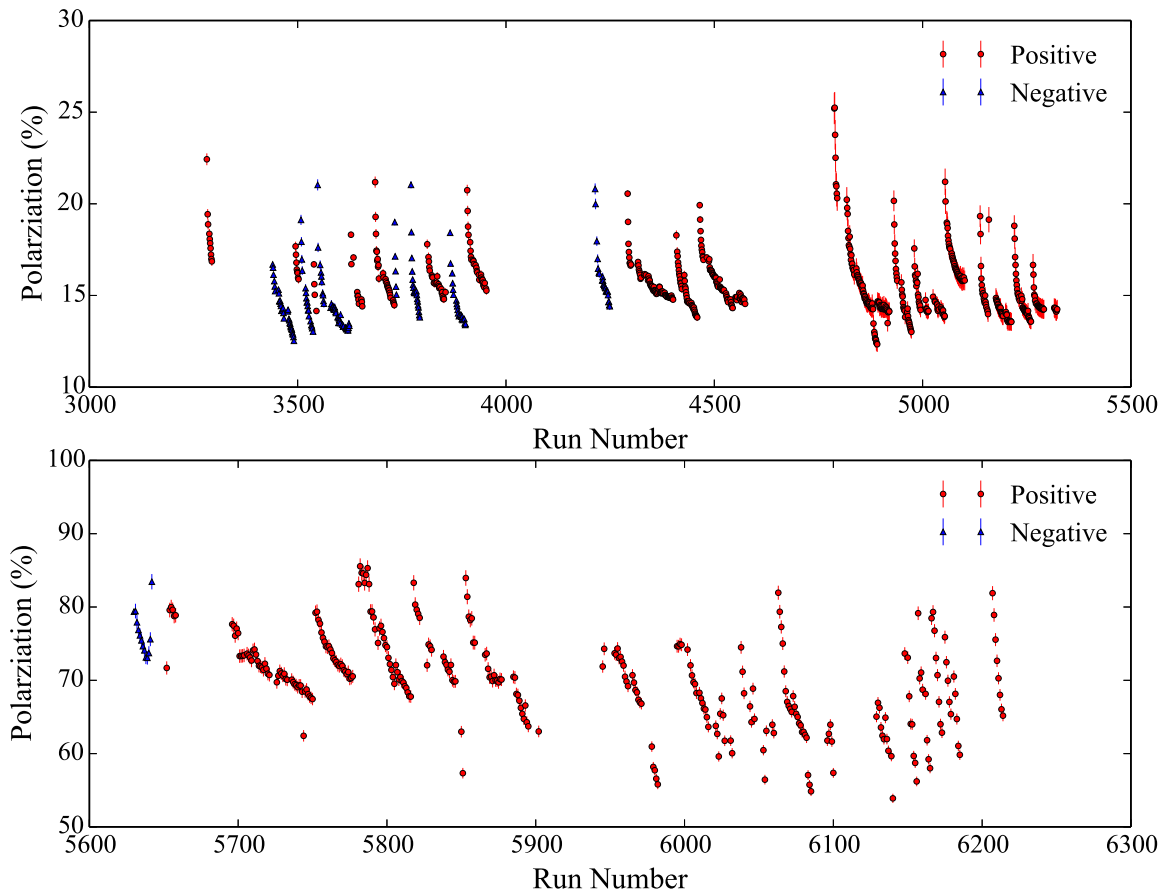 30
25
20
15
10
Polarziation (%)
Positive
Negative
3000 3500 4000 4500 5000 5500
Run Number
100
90
80
70
60
50
Polarziation (%)
Positive
Negative
5600 5700 5800 5900 6000 6100 6200 6300
Run Number